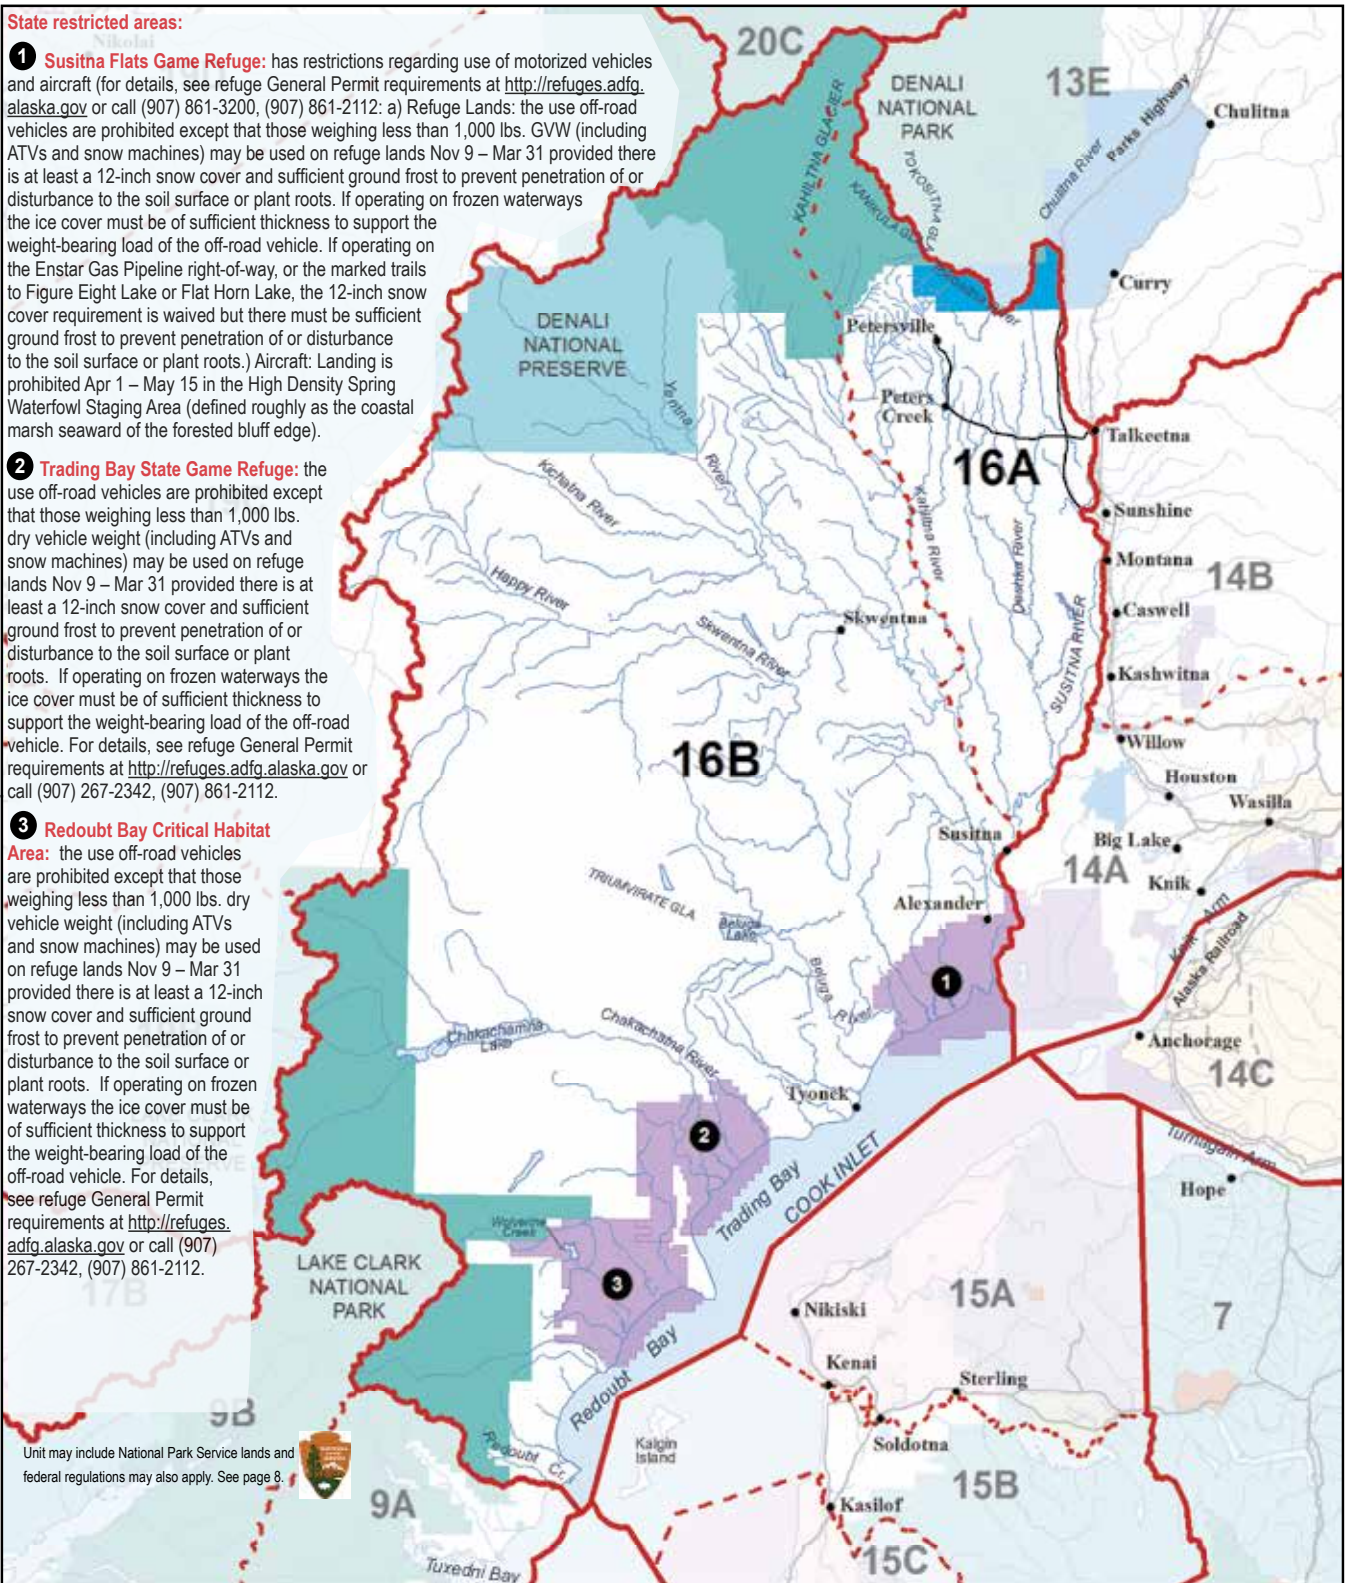 State restricted areas:
1 Susitna Flats Game Refuge: has restrictions regarding use of motorized vehicles
and aircraft (for details, see refuge General Permit requirements at http://refuges.adfg.
alaska.gov or call (907) 861-3200, (907) 861-2112: a) Refuge Lands: the use off-road
vehicles are prohibited except that those weighing less than 1,000 lbs. GVW (including
ATVs and snow machines) may be used on refuge lands Nov 9 – Mar 31 provided there
is at least a 12-inch snow cover and sufficient ground frost to prevent penetration of or
disturbance to the soil surface or plant roots. If operating on frozen waterways
the ice cover must be of sufficient thickness to support the
weight-bearing load of the off-road vehicle. If operating on
the Enstar Gas Pipeline right-of-way, or the marked trails
to Figure Eight Lake or Flat Horn Lake, the 12-inch snow
cover requirement is waived but there must be sufficient
ground frost to prevent penetration of or disturbance
to the soil surface or plant roots.) Aircraft: Landing is
prohibited Apr 1 – May 15 in the High Density Spring
Waterfowl Staging Area (defined roughly as the coastal
marsh seaward of the forested bluff edge).
2 Trading Bay State Game Refuge: the
use off-road vehicles are prohibited except
that those weighing less than 1,000 lbs.
dry vehicle weight (including ATVs and
snow machines) may be used on refuge
lands Nov 9 – Mar 31 provided there is at
least a 12-inch snow cover and sufficient
ground frost to prevent penetration of or
disturbance to the soil surface or plant
roots. If operating on frozen waterways the
ice cover must be of sufficient thickness to
support the weight-bearing load of the off-road
vehicle. For details, see refuge General Permit
requirements at http://refuges.adfg.alaska.gov or
call (907) 267-2342, (907) 861-2112.
3 Redoubt Bay Critical Habitat
Area: the use off-road vehicles
are prohibited except that those
weighing less than 1,000 lbs. dry
vehicle weight (including ATVs
and snow machines) may be used
on refuge lands Nov 9 – Mar 31
provided there is at least a 12-inch
snow cover and sufficient ground
frost to prevent penetration of or
disturbance to the soil surface or
plant roots. If operating on frozen
waterways the ice cover must be
of sufficient thickness to support
the weight-bearing load of the
off-road vehicle. For details,
see refuge General Permit
requirements at http://refuges.
adfg.alaska.gov or call (907)
267-2342, (907) 861-2112.
Unit may include National Park Service lands and
federal regulations may also apply. See page 8.
Nikolai
20C
DENALI
NATIONAL
PARK
13E
Chulitna
Parks Highway
Chulitna River
KAHILTNA GLACIER
TOKOSITNA GLA
KANIKULA GLA
Curry
DENALI
NATIONAL
PRESERVE
Petersville
Peters
Creek
Talkeetna
16A
Yentna
River
Kichatna River
Kahiltna River
Deshka River
Sunshine
Montana
14B
Happy River
Caswell
Skwentna
Skwentna River
SUSITNA RIVER
Kashwitna
Willow
16B
Houston
Wasilla
Susitna
Big Lake
14A
Knik
TRIUMVIRATE GLA.
Alexander
Beluga
Lake
Knik Arm
Alaska Railroad
1
Beluga
River
Chakachamna
Lake
Chakachatna River
Anchorage
14C
Tyonek
2
Turnagain Arm
PRESERVE
Trading Bay
COOK INLET
Hope
Wolverine
Creek
LAKE CLARK
NATIONAL
PARK
3
17B
15A
7
Nikiski
Redoubt Bay
Kenai
Sterling
9B
Soldotna
Kalgin
Island
Redoubt Cr.
15B
9A
Kasilof
15C
Tuxedni Bay